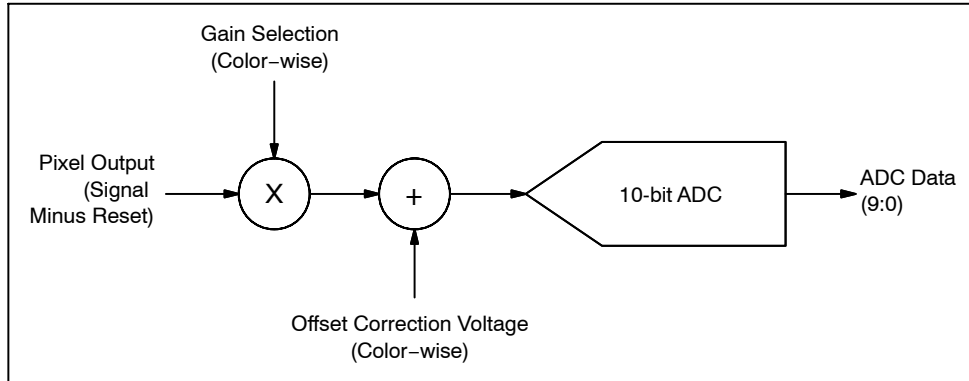 Gain Selection
(Color−wise)
Pixel Output
(Signal
Minus Reset)
X
+
10-bit ADC
ADC Data
(9:0)
Offset Correction Voltage
(Color−wise)